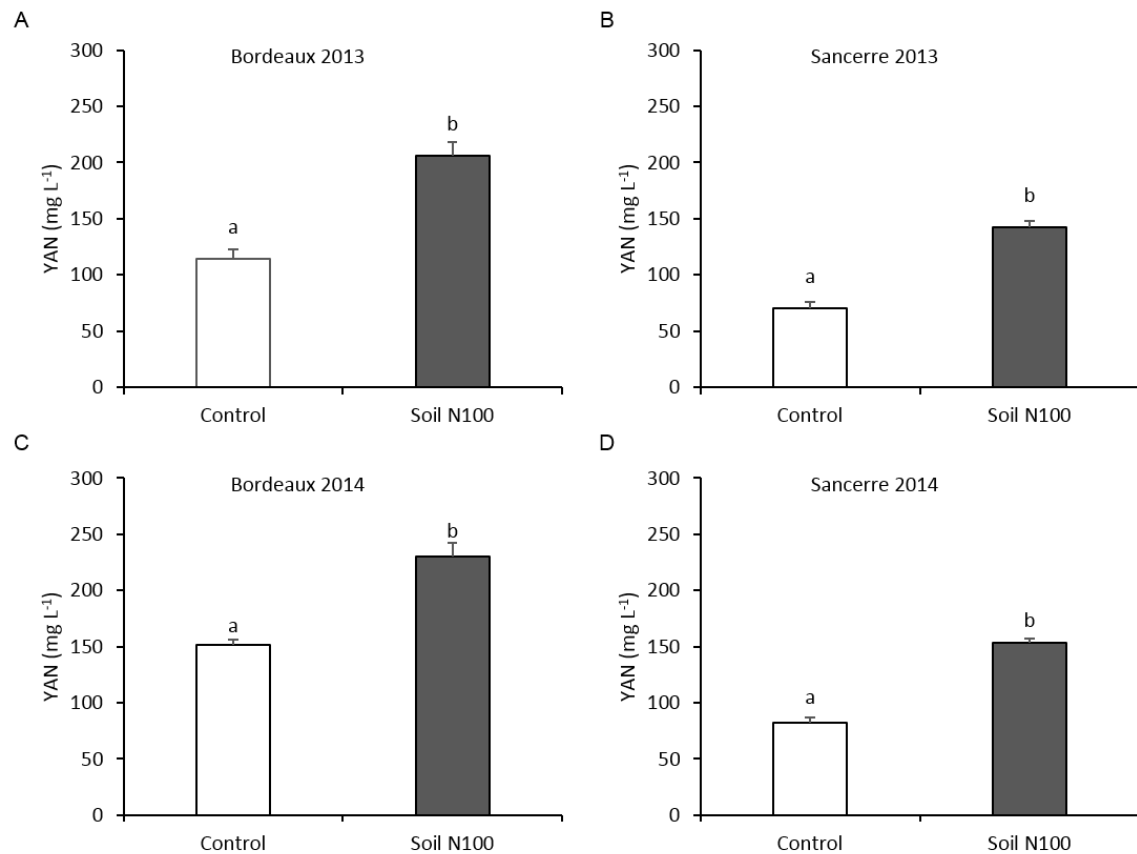 A
Bordeaux 2013
YAN (mg L⁻¹)
300
250
200
150
100
50
0
a
b
Control
Soil N100
B
Sancerre 2013
YAN (mg L⁻¹)
300
250
200
150
100
50
0
a
b
Control
Soil N100
C
Bordeaux 2014
YAN (mg L⁻¹)
300
250
200
150
100
50
0
a
b
Control
Soil N100
D
Sancerre 2014
YAN (mg L⁻¹)
300
250
200
150
100
50
0
a
b
Control
Soil N100